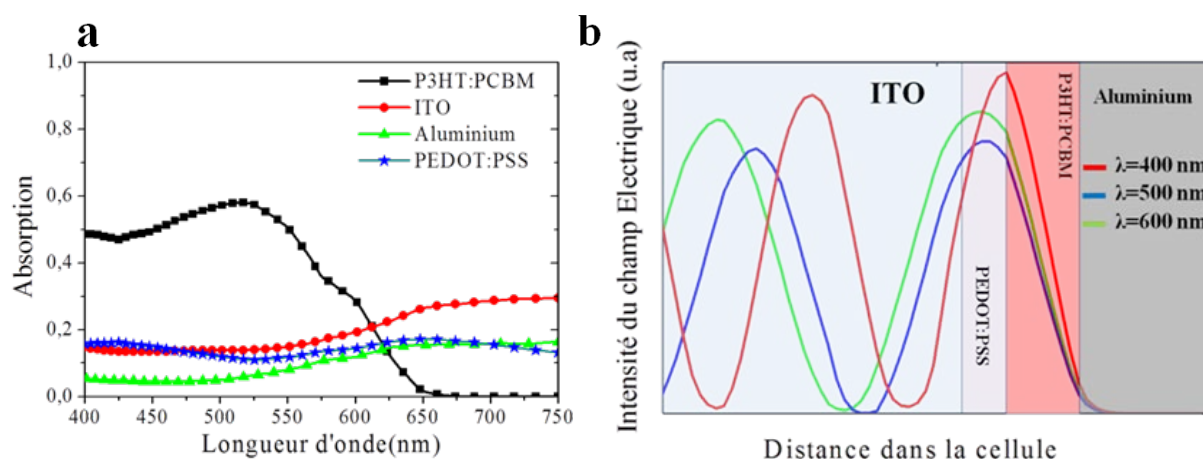 a
Absorption
1,0
0,8
0,6
0,4
0,2
0,0
400 450 500 550 600 650 700 750
Longueur d'onde(nm)
P3HT:PCBM
ITO
Aluminium
PEDOT:PSS
b
Intensité du champ Electrique (u.a)
ITO
PEDOT:PSS
P3HT:PCBM
Aluminium
λ=400 nm
λ=500 nm
λ=600 nm
Distance dans la cellule